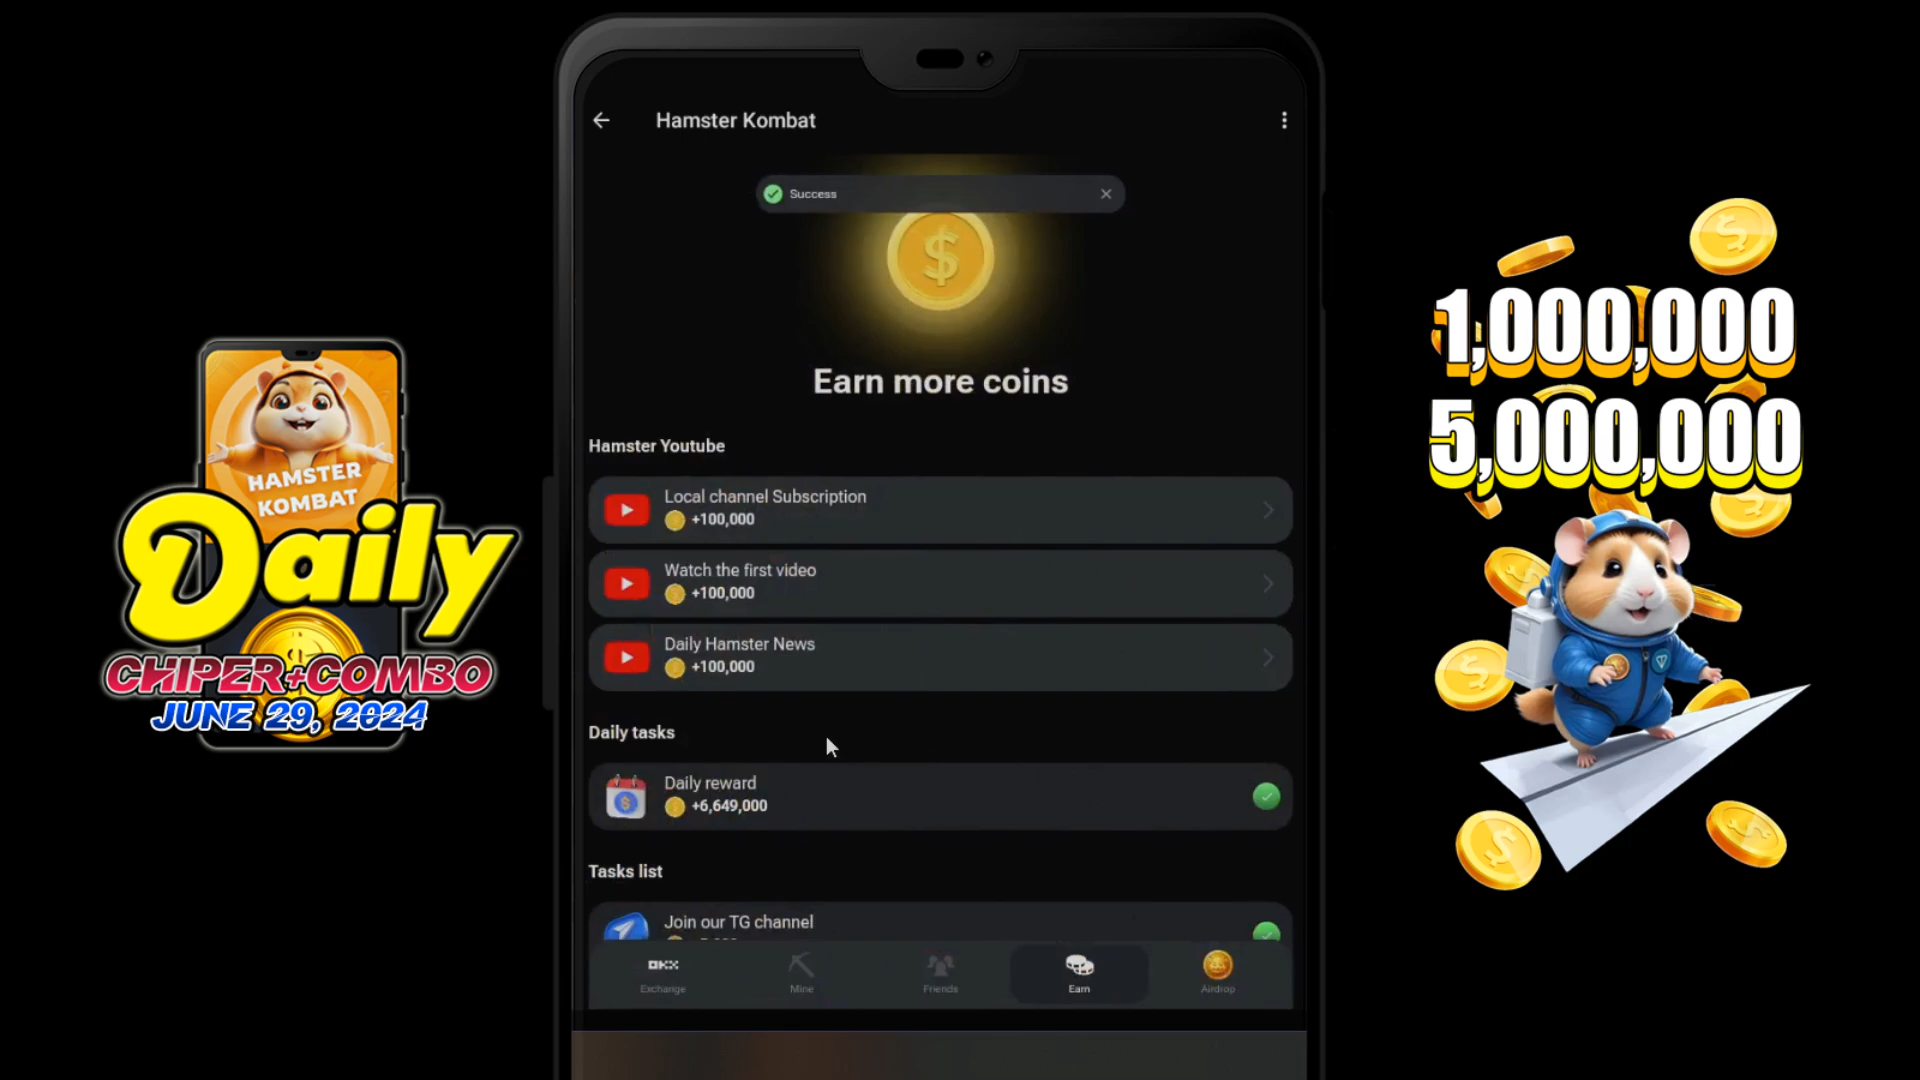 Hamster Kombat
Success
Earn more coins
Hamster Youtube
Local channel Subscription
+100,000
Watch the first video
+100,000
Daily Hamster News
+100,000
Daily tasks
Daily reward
+6,649,000
Tasks list
Join our TG channel
OKX
Exchange
Mine
Friends
Earn
Airdrop
HAMSTER
KOMBAT
Daily
CHIPER+COMBO
JUNE 29, 2024
1,000,000
5,000,000